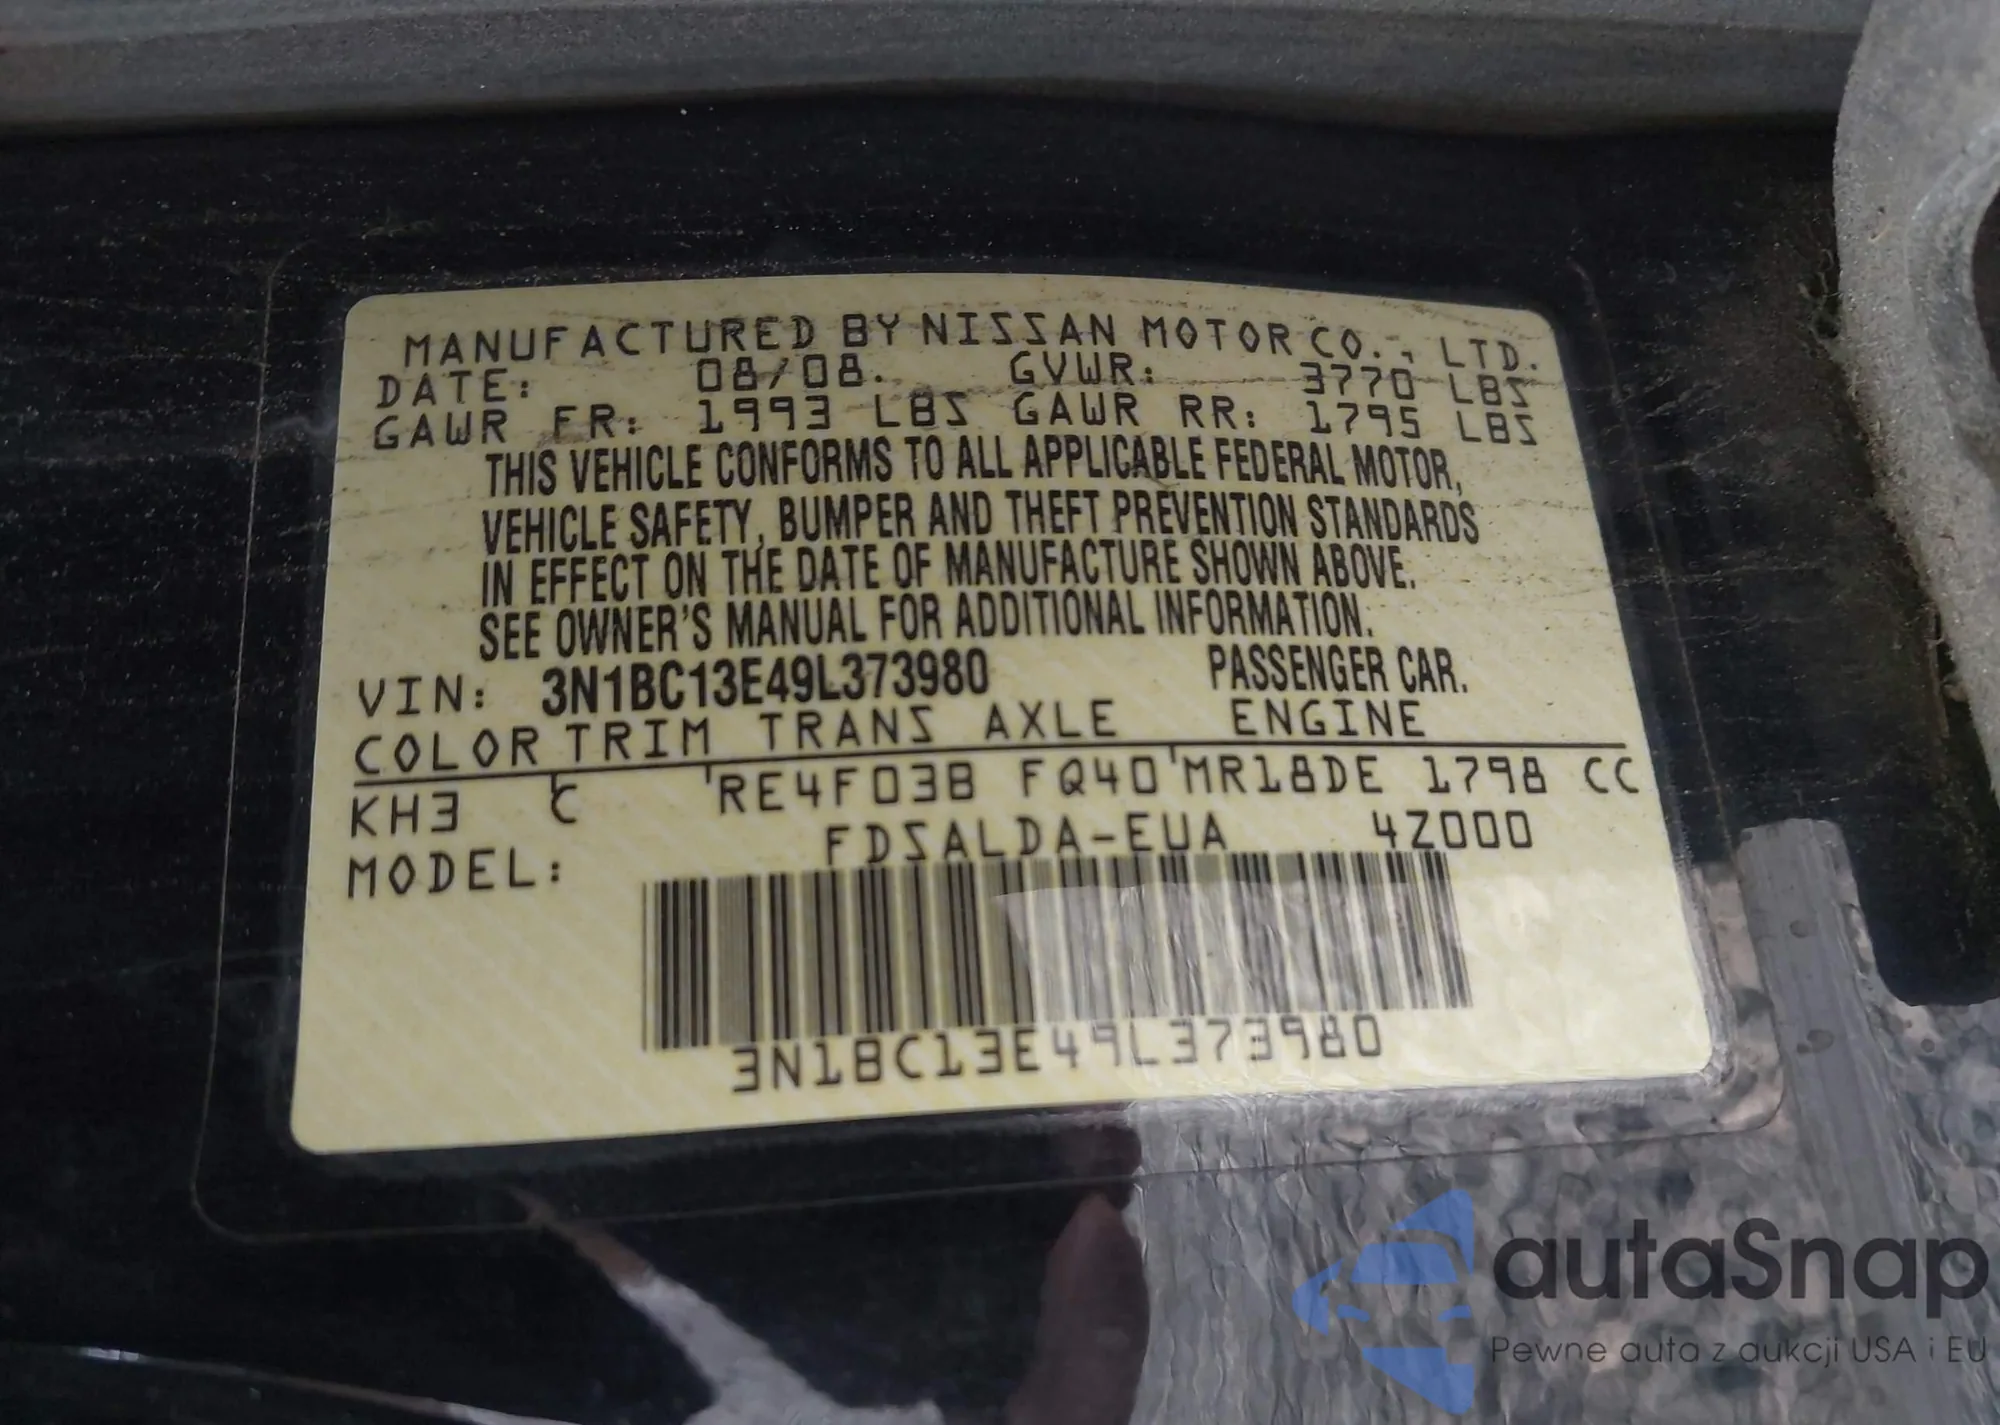 MANUFACTURED BY NISSAN MOTOR CO., LTD.
DATE: 08/08. GVWR: 3770 LBS
GAWR FR: 1993 LBS GAWR RR: 1795 LBS
THIS VEHICLE CONFORMS TO ALL APPLICABLE FEDERAL MOTOR,
VEHICLE SAFETY, BUMPER AND THEFT PREVENTION STANDARDS
IN EFFECT ON THE DATE OF MANUFACTURE SHOWN ABOVE.
SEE OWNER'S MANUAL FOR ADDITIONAL INFORMATION.
VIN: 3N1BC13E49L373980 PASSENGER CAR.
COLOR TRIM TRANS AXLE ENGINE
KH3 C RE4F03B FQ40 MR18DE 1798 CC
MODEL: FDSALDA-EUA 4Z000
3N1BC13E49L373980
autaSnap
Pewne auta z aukcji USA i EU